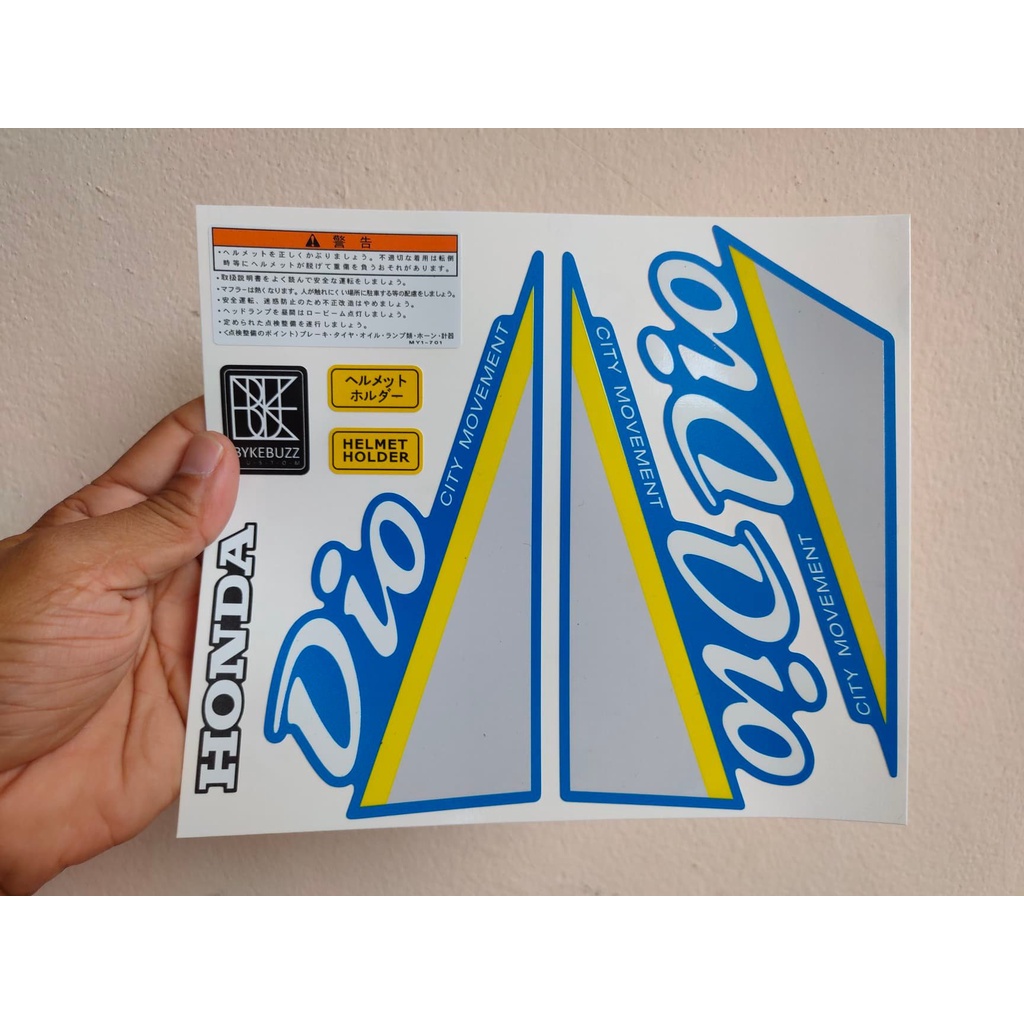 警告
・ヘルメットを正しくかぶりましょう。不適切な着用は転倒
時等にヘルメットが脱げて重傷を負うおそれがあります。
・取扱説明書をよく読んで安全な運転をしましょう。
・マフラーは熱くなります。人が触れにくい場所に駐車する等の配慮をしましょう。
・安全運転、迷惑防止のため不正改造はやめましょう。
・ヘッドランプを昼間はロービーム点灯しましょう。
・定められた点検整備を遂行しましょう。
・<点検整備のポイント>ブレーキ・タイヤ・オイル・ランプ類・ホーン・計器
MY1-701
BYKEBUZZ
CUSTOM
ヘルメット
ホルダー
HELMET
HOLDER
HONDA
Dio
CITY MOVEMENT
CITY MOVEMENT
Dio
Dio
CITY MOVEMENT